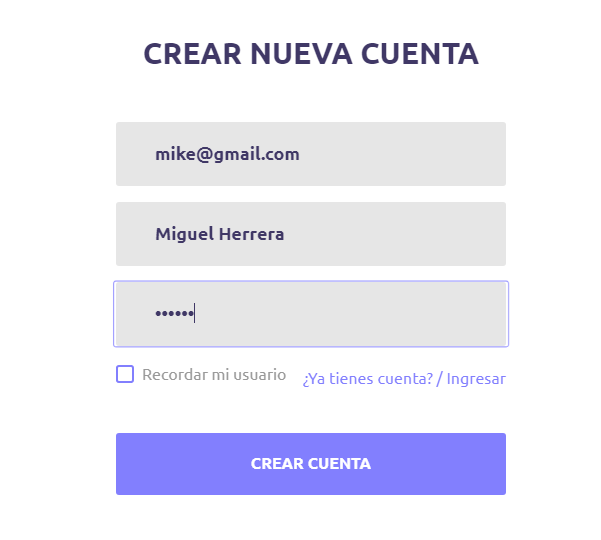 CREAR NUEVA CUENTA
mike@gmail.com
Miguel Herrera
••••••
Recordar mi usuario ¿Ya tienes cuenta? / Ingresar
CREAR CUENTA